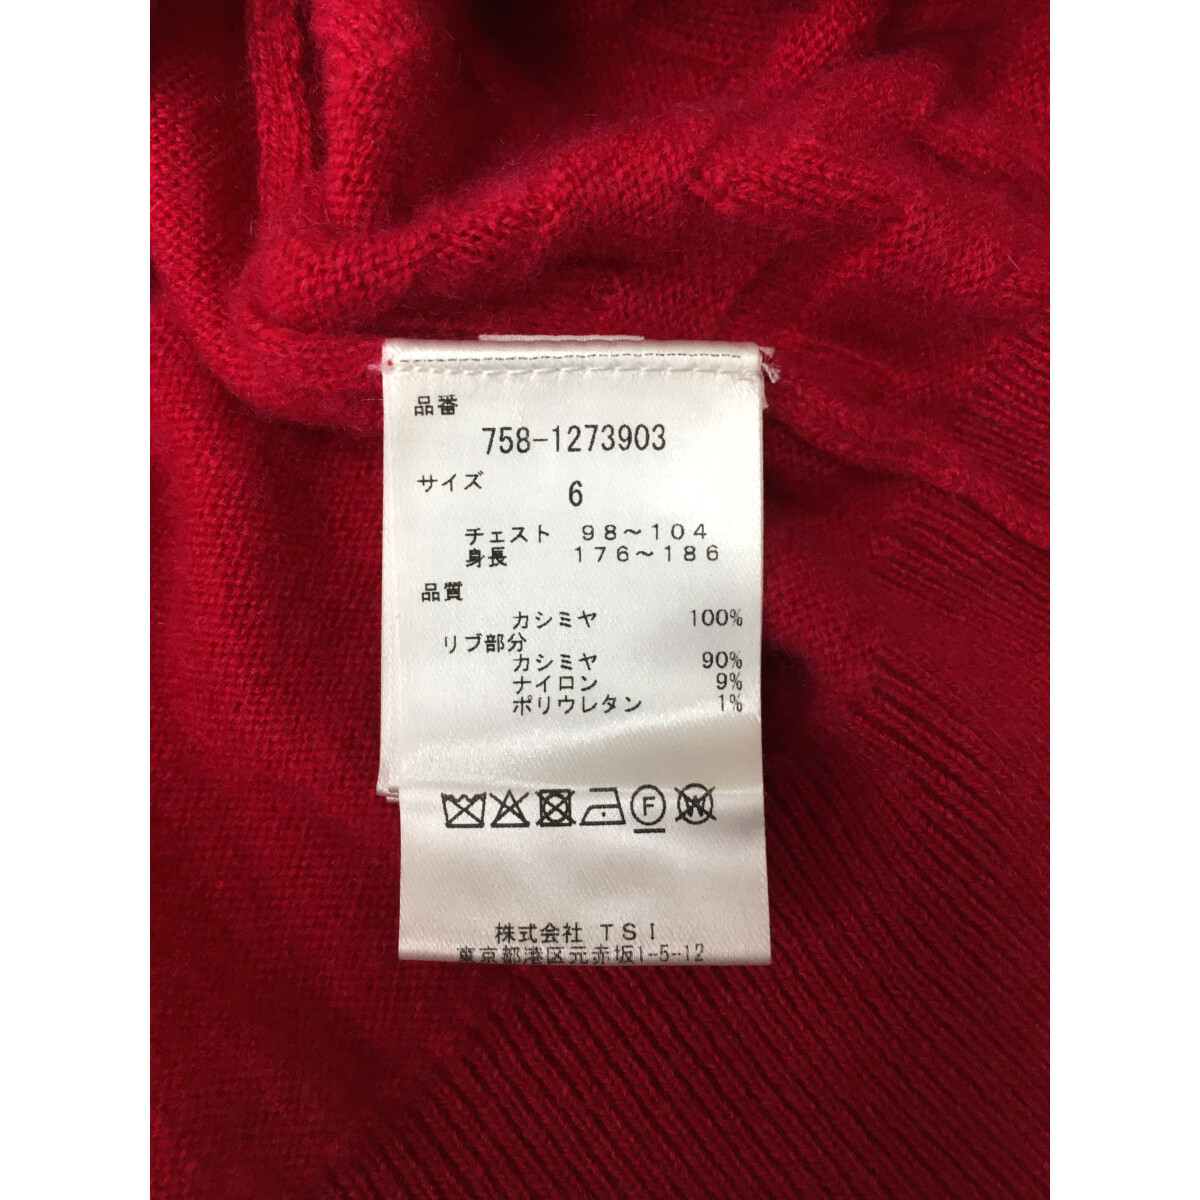 品番
758-1273903
サイズ
6
チェスト 98～104
身長 176～186
品質
カシミヤ 100%
リブ部分
カシミヤ 90%
ナイロン 9%
ポリウレタン 1%
F W
株式会社 TSI
東京都港区元赤坂1-5-12